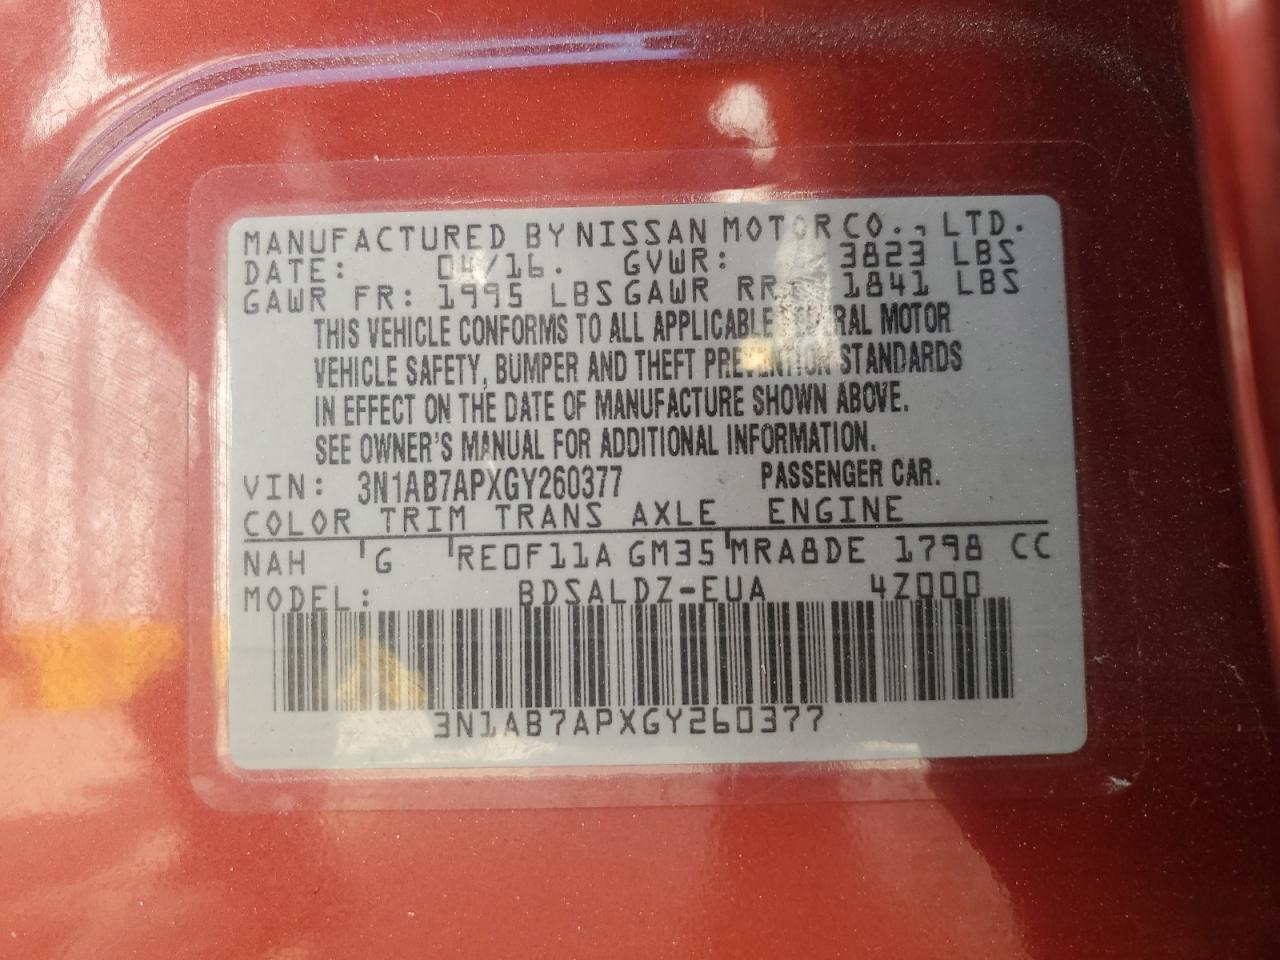 MANUFACTURED BY NISSAN MOTOR CO., LTD.
DATE: 04/16. GVWR: 3823 LBS
GAWR FR: 1995 LBS GAWR RR: 1841 LBS
THIS VEHICLE CONFORMS TO ALL APPLICABLE FEDERAL MOTOR
VEHICLE SAFETY, BUMPER AND THEFT PREVENTION STANDARDS
IN EFFECT ON THE DATE OF MANUFACTURE SHOWN ABOVE.
SEE OWNER'S MANUAL FOR ADDITIONAL INFORMATION.
VIN: 3N1AB7APXGY260377 PASSENGER CAR.
COLOR TRIM TRANS AXLE ENGINE
NAH G RE0F11A GM35 MRA8DE 1798 CC
MODEL: BDSALDZ-EUA 4Z000
3N1AB7APXGY260377